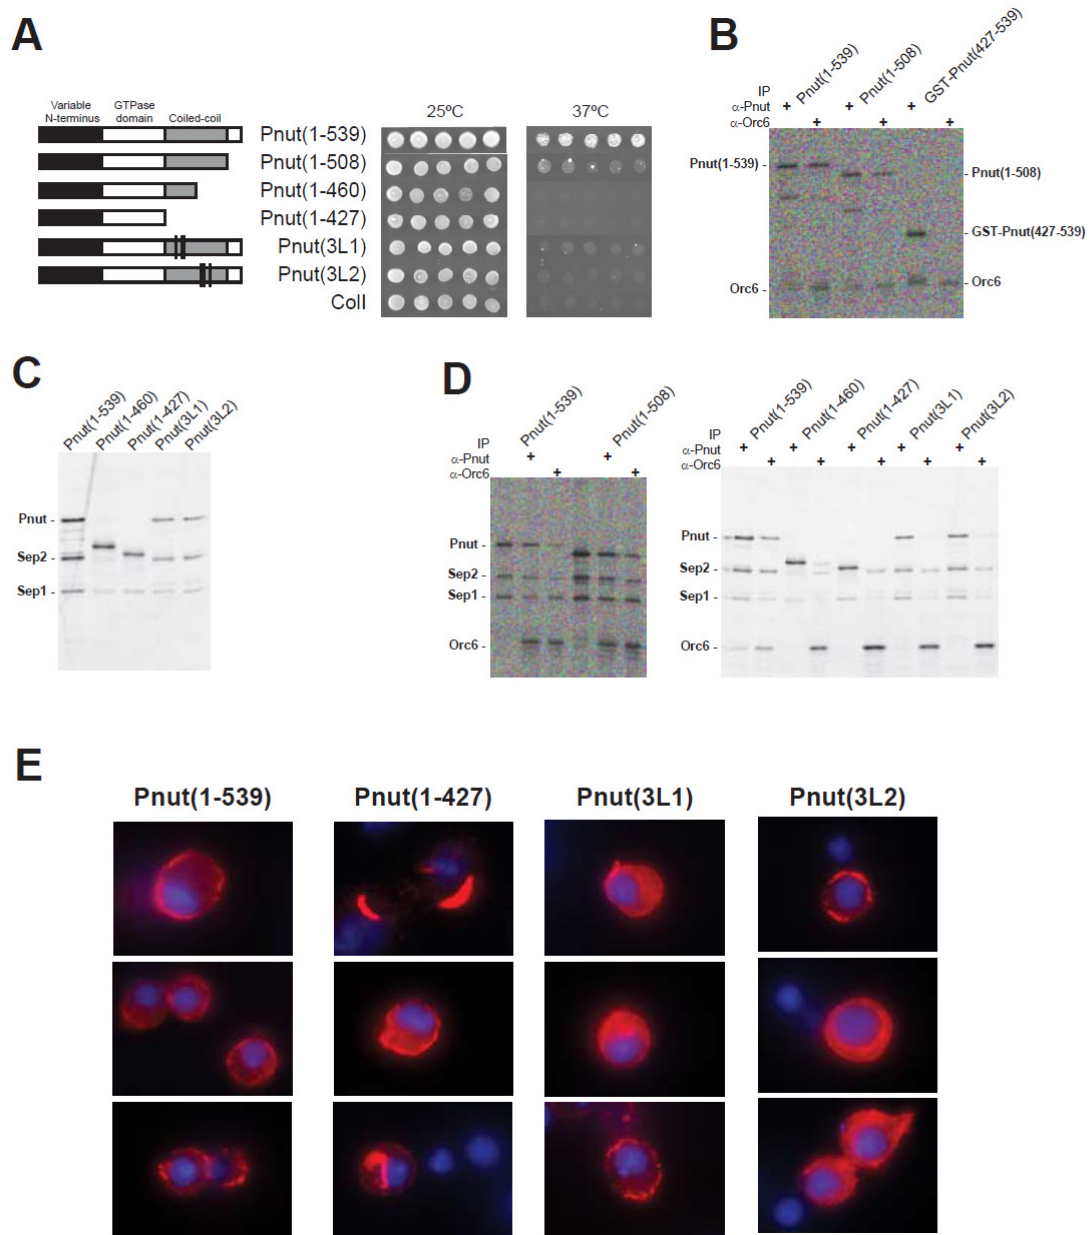 A
Variable
N-terminus
GTPase
domain
Coiled-coil
25ºC
37ºC
Pnut(1-539)
Pnut(1-508)
Pnut(1-460)
Pnut(1-427)
Pnut(3L1)
Pnut(3L2)
ColI
B
IP
α-Pnut
α-Orc6
Pnut(1-539)
Pnut(1-508)
GST-Pnut(427-539)
+ + +
+ + +
Pnut(1-539) -
- Pnut(1-508)
- GST-Pnut(427-539)
Orc6 -
- Orc6
C
Pnut(1-539)
Pnut(1-460)
Pnut(1-427)
Pnut(3L1)
Pnut(3L2)
Pnut -
Sep2 -
Sep1 -
D
IP
α-Pnut
α-Orc6
Pnut(1-539)
Pnut(1-508)
+ +
+ +
Pnut -
Sep2 -
Sep1 -
Orc6 -
IP
α-Pnut
α-Orc6
Pnut(1-539)
Pnut(1-460)
Pnut(1-427)
Pnut(3L1)
Pnut(3L2)
+ + + + +
+ + + + +
Pnut -
Sep2 -
Sep1 -
Orc6 -
E
Pnut(1-539)
Pnut(1-427)
Pnut(3L1)
Pnut(3L2)